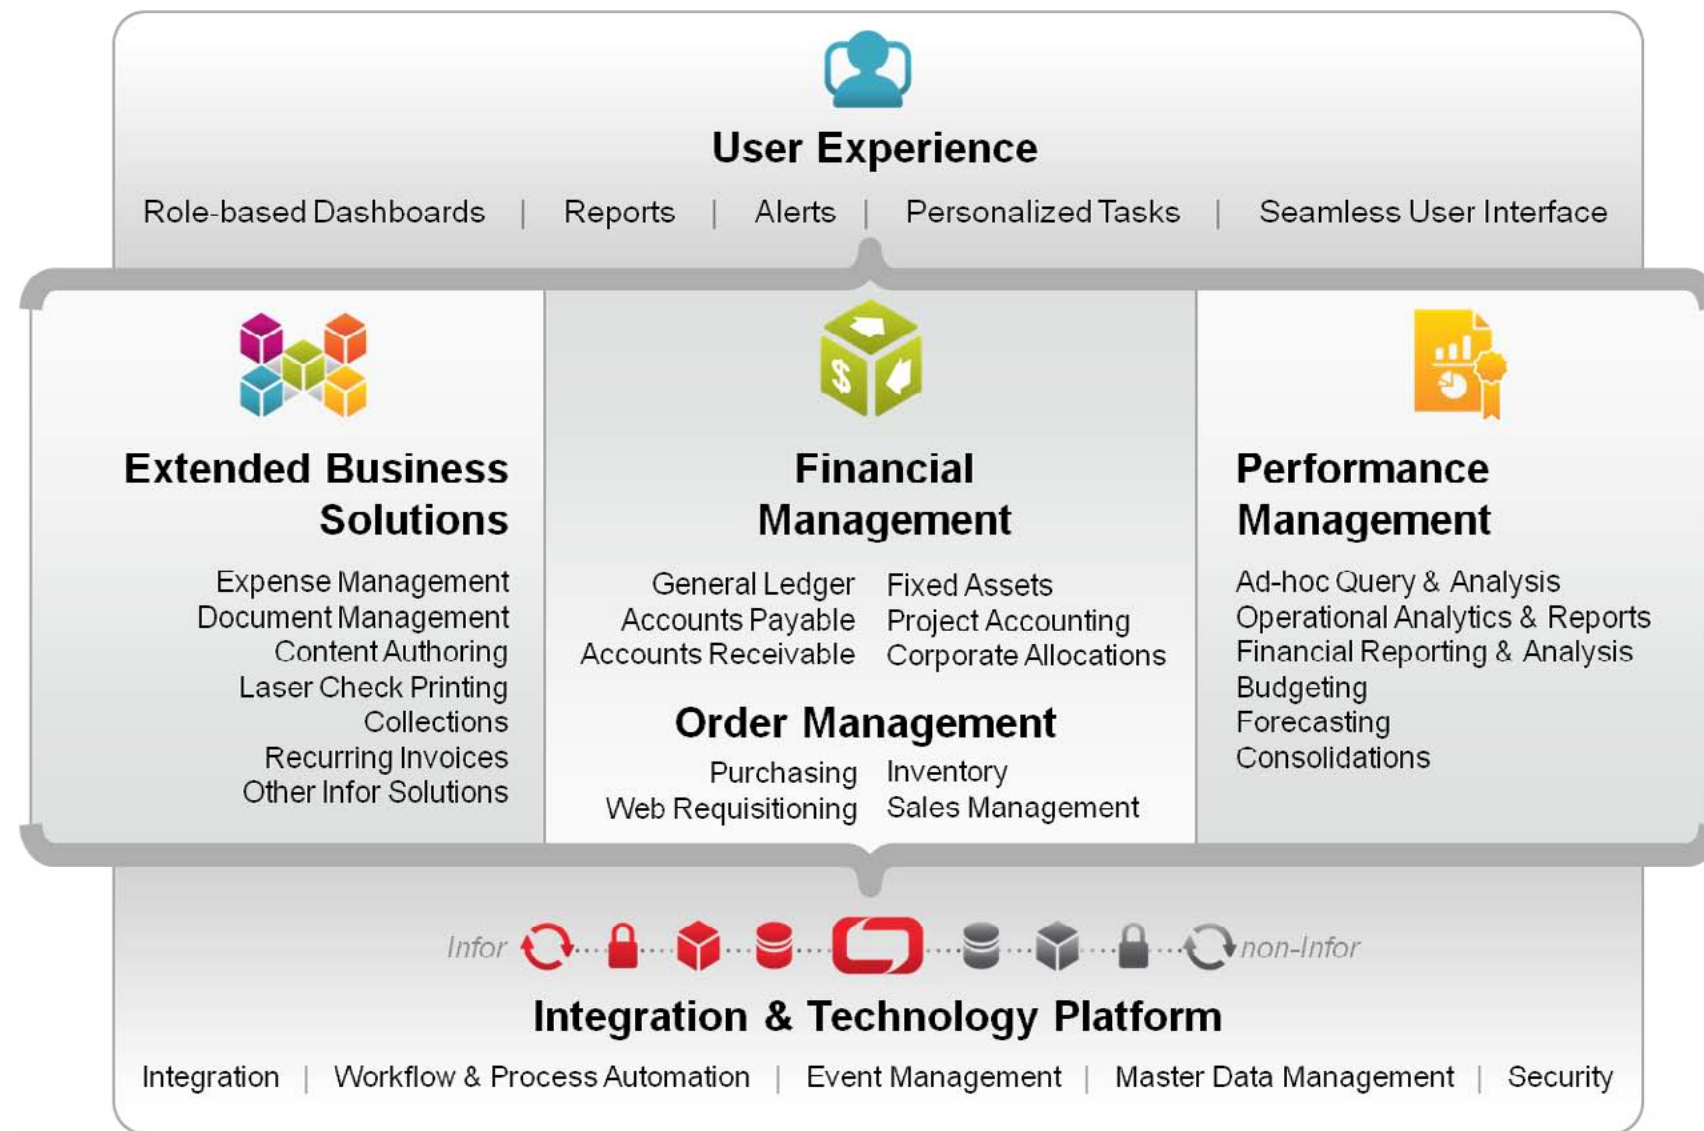 User Experience
Role-based Dashboards | Reports | Alerts | Personalized Tasks | Seamless User Interface
Extended Business
Solutions
Expense Management
Document Management
Content Authoring
Laser Check Printing
Collections
Recurring Invoices
Other Infor Solutions
$
Financial
Management
General Ledger Fixed Assets
Accounts Payable Project Accounting
Accounts Receivable Corporate Allocations
Order Management
Purchasing Inventory
Web Requisitioning Sales Management
Performance
Management
Ad-hoc Query & Analysis
Operational Analytics & Reports
Financial Reporting & Analysis
Budgeting
Forecasting
Consolidations
Infor non-Infor
Integration & Technology Platform
Integration | Workflow & Process Automation | Event Management | Master Data Management | Security